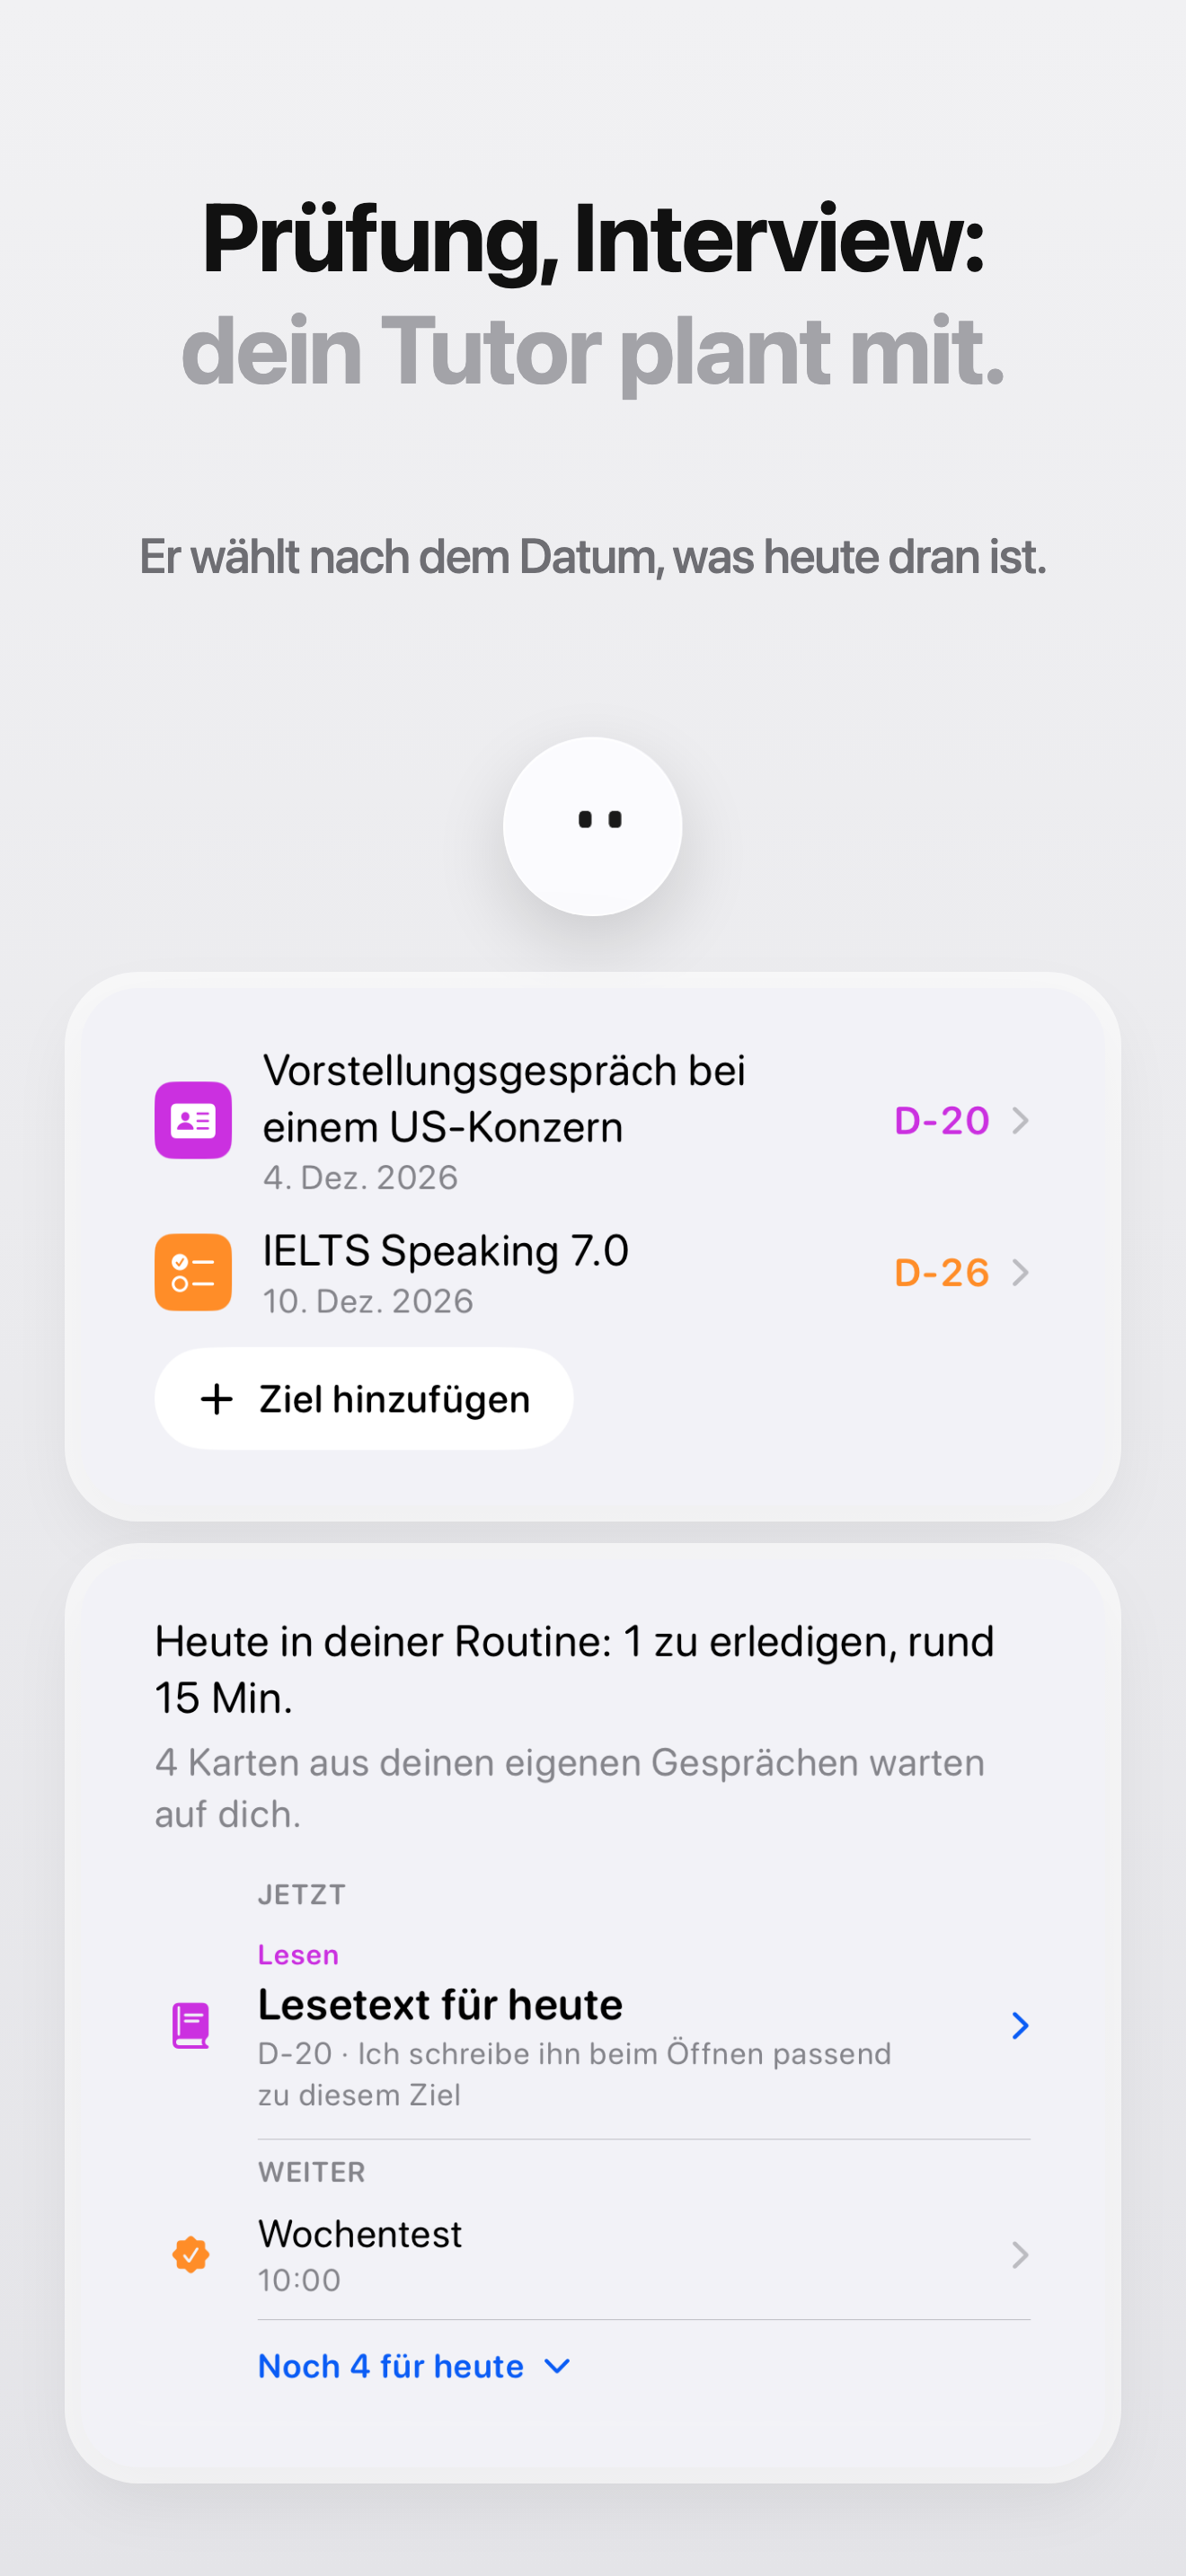 Prüfung, Interview:
dein Tutor plant mit.
Er wählt nach dem Datum, was heute dran ist.
Vorstellungsgespräch bei
einem US-Konzern
4. Dez. 2026
D-20
IELTS Speaking 7.0
10. Dez. 2026
D-26
+ Ziel hinzufügen
Heute in deiner Routine: 1 zu erledigen, rund
15 Min.
4 Karten aus deinen eigenen Gesprächen warten
auf dich.
JETZT
Lesen
Lesetext für heute
D-20 · Ich schreibe ihn beim Öffnen passend
zu diesem Ziel
WEITER
Wochentest
10:00
Noch 4 für heute